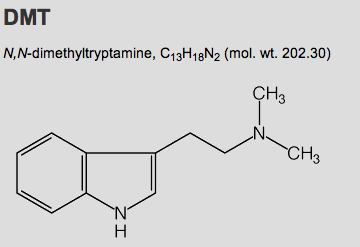 DMT
N,N-dimethyltryptamine, C₁₃H₁₈N₂ (mol. wt. 202.30)
CH₃
N
CH₃
N
H